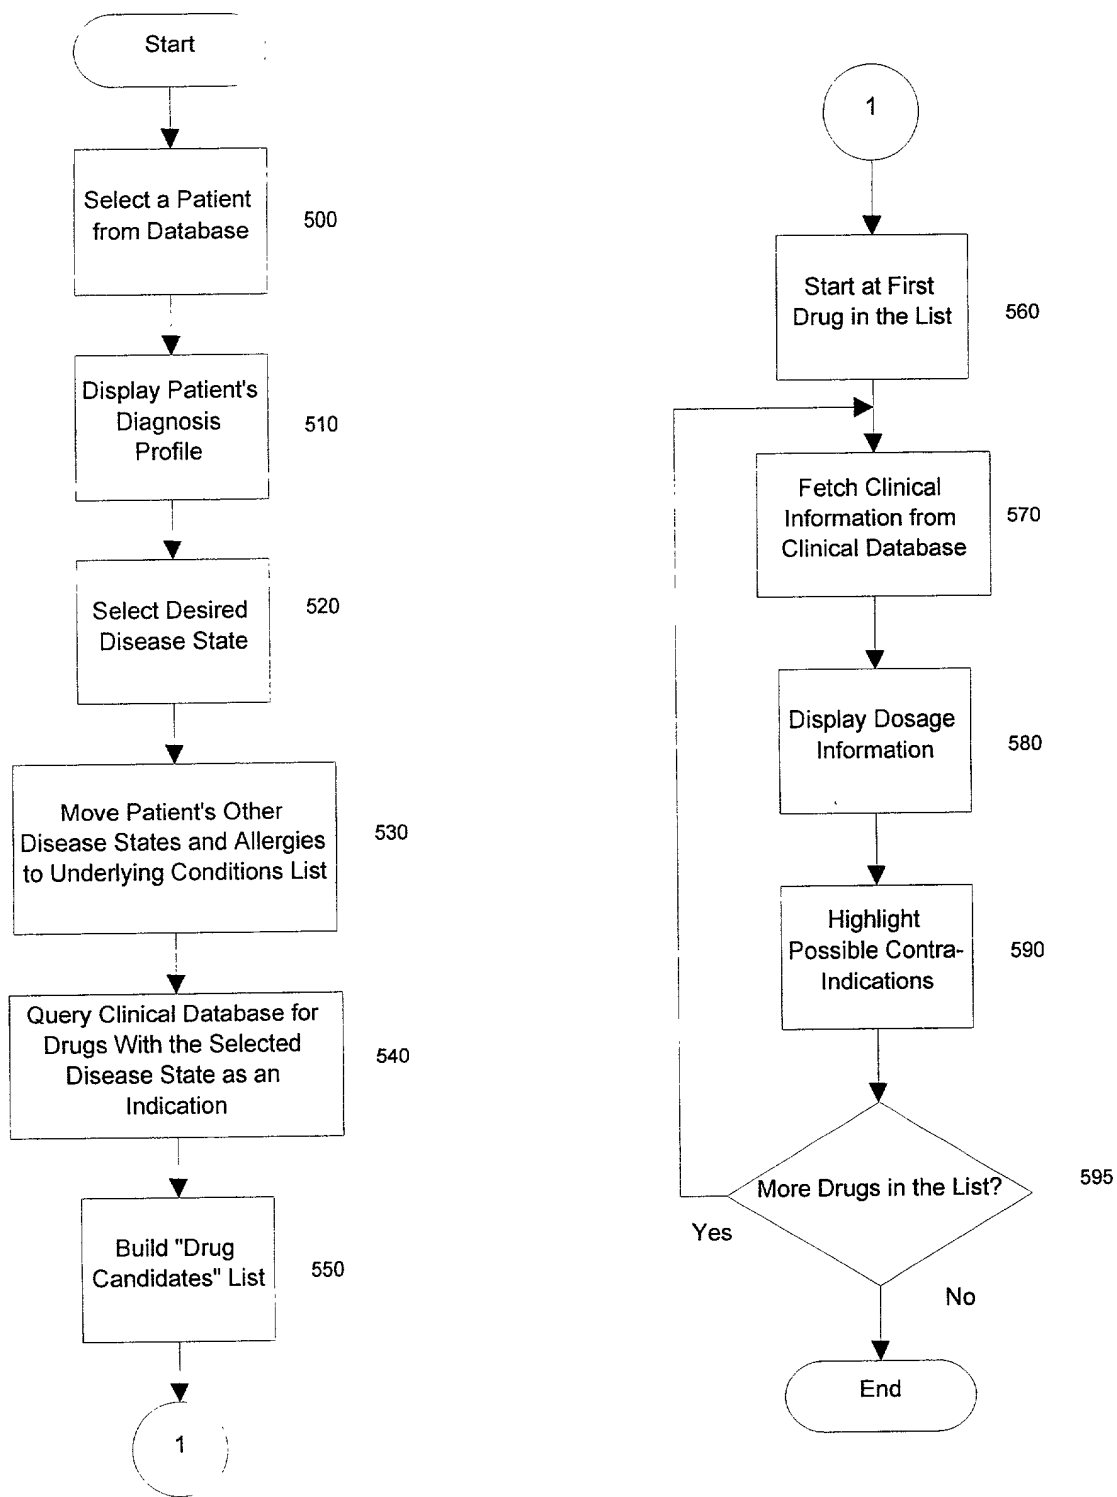 Start
Select a Patient
from Database
500
Display Patient's
Diagnosis
Profile
510
Select Desired
Disease State
520
Move Patient's Other
Disease States and Allergies
to Underlying Conditions List
530
Query Clinical Database for
Drugs With the Selected
Disease State as an
Indication
540
Build "Drug
Candidates" List
550
1
1
Start at First
Drug in the List
560
Fetch Clinical
Information from
Clinical Database
570
Display Dosage
Information
580
Highlight
Possible Contra-
Indications
590
More Drugs in the List?
595
Yes
No
End